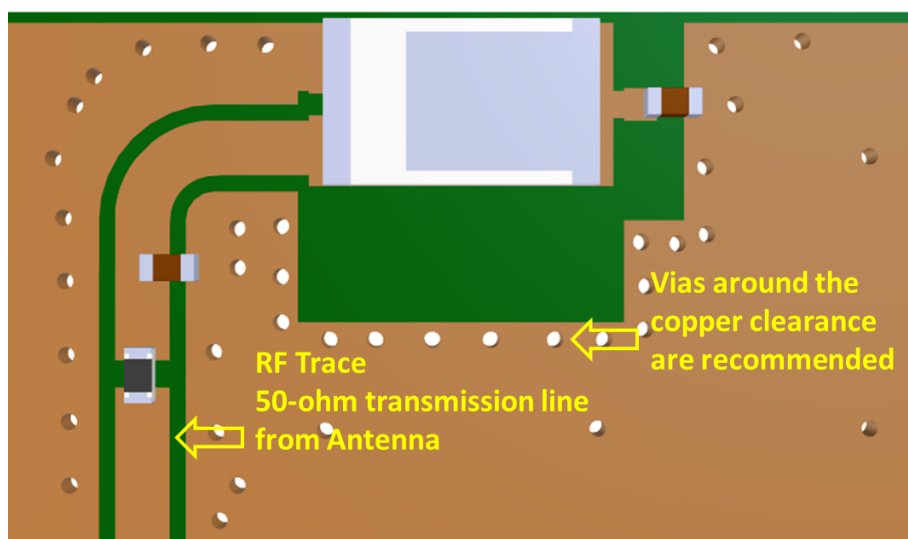 Vias around the
copper clearance
are recommended
RF Trace
50-ohm transmission line
from Antenna